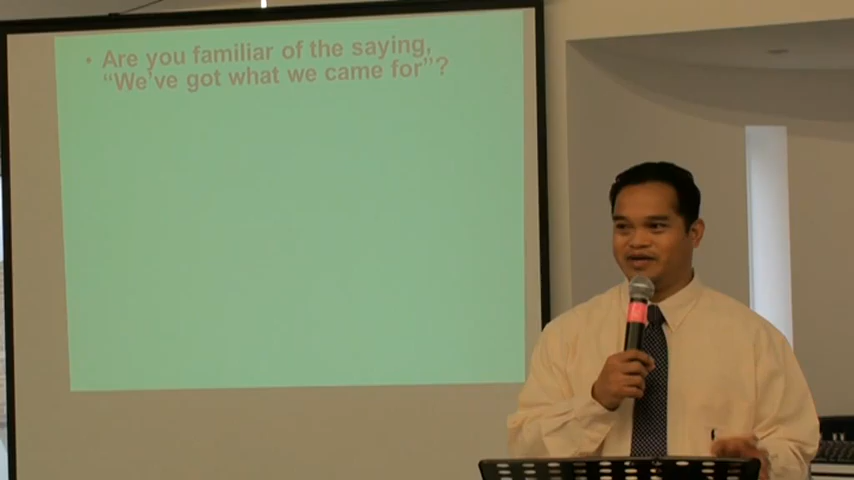 • Are you familiar of the saying,
“We’ve got what we came for”?